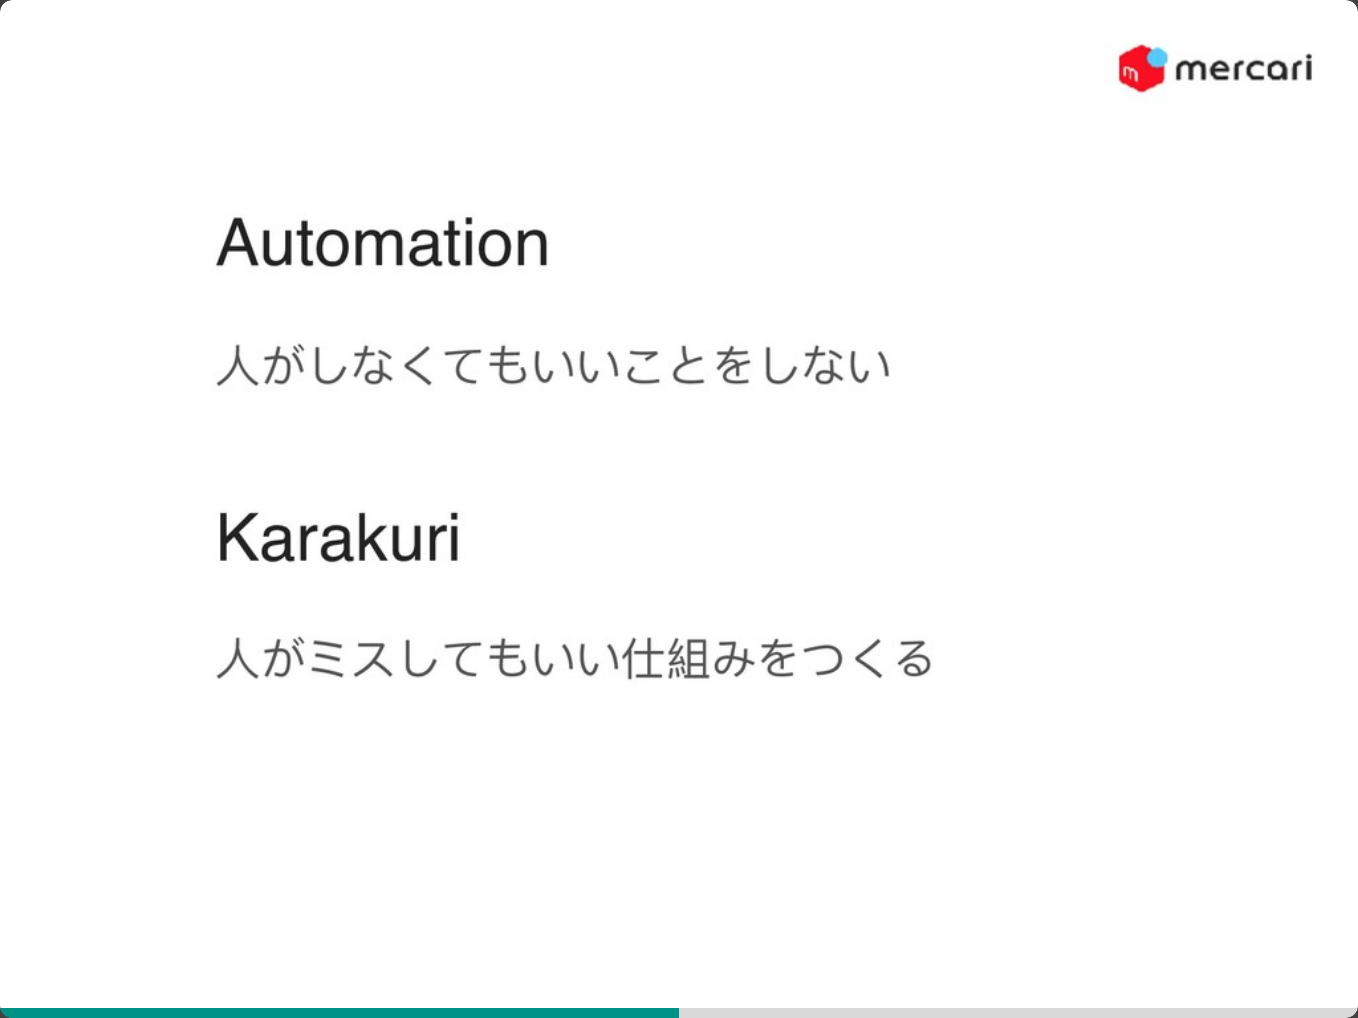 mercari
Automation
人がしなくてもいいことをしない
Karakuri
人がミスしてもいい仕組みをつくる